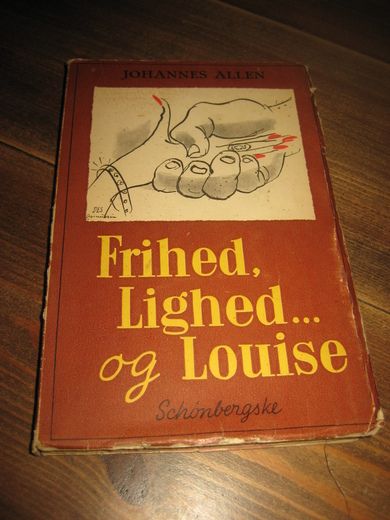 JOHANNES ALLEN
Frihed,
Lighed...
og Louise
Schönbergske